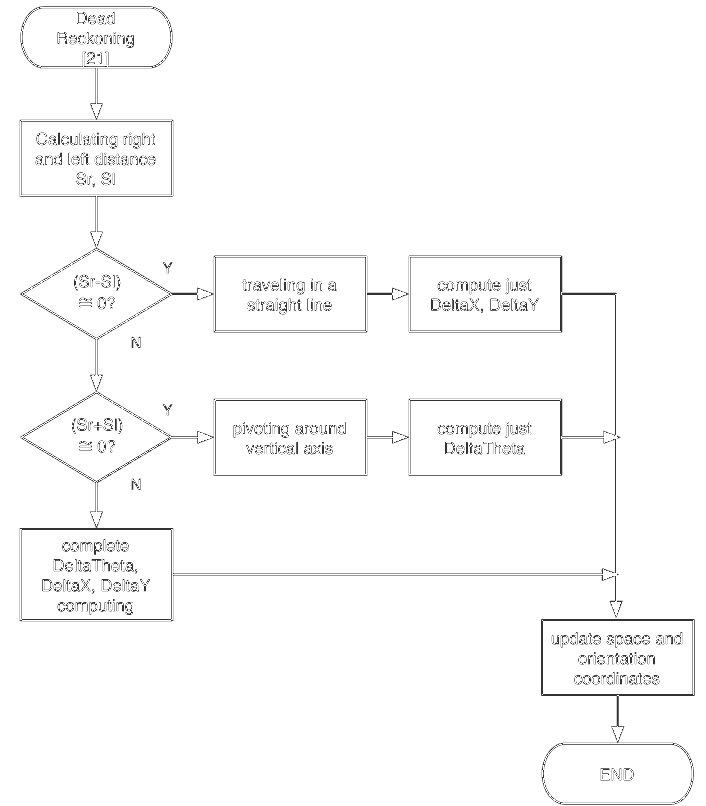 Dead
Reckoning
[21]
Calculating right
and left distance
Sr, Sl
(Sr-Sl)
≅ 0?
Y
traveling in a
straight line
compute just
DeltaX, DeltaY
N
(Sr+Sl)
≅ 0?
Y
pivoting around
vertical axis
compute just
DeltaTheta
N
complete
DeltaTheta,
DeltaX, DeltaY
computing
update space and
orientation
coordinates
END